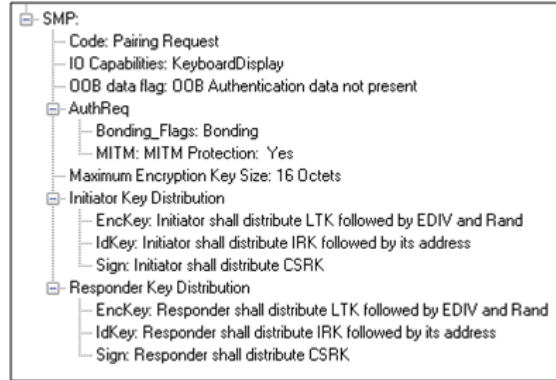 SMP:
Code: Pairing Request
IO Capabilities: KeyboardDisplay
OOB data flag: OOB Authentication data not present
AuthReq
Bonding_Flags: Bonding
MITM: MITM Protection: Yes
Maximum Encryption Key Size: 16 Octets
Initiator Key Distribution
EncKey: Initiator shall distribute LTK followed by EDIV and Rand
IdKey: Initiator shall distribute IRK followed by its address
Sign: Initiator shall distribute CSRK
Responder Key Distribution
EncKey: Responder shall distribute LTK followed by EDIV and Rand
IdKey: Responder shall distribute IRK followed by its address
Sign: Responder shall distribute CSRK